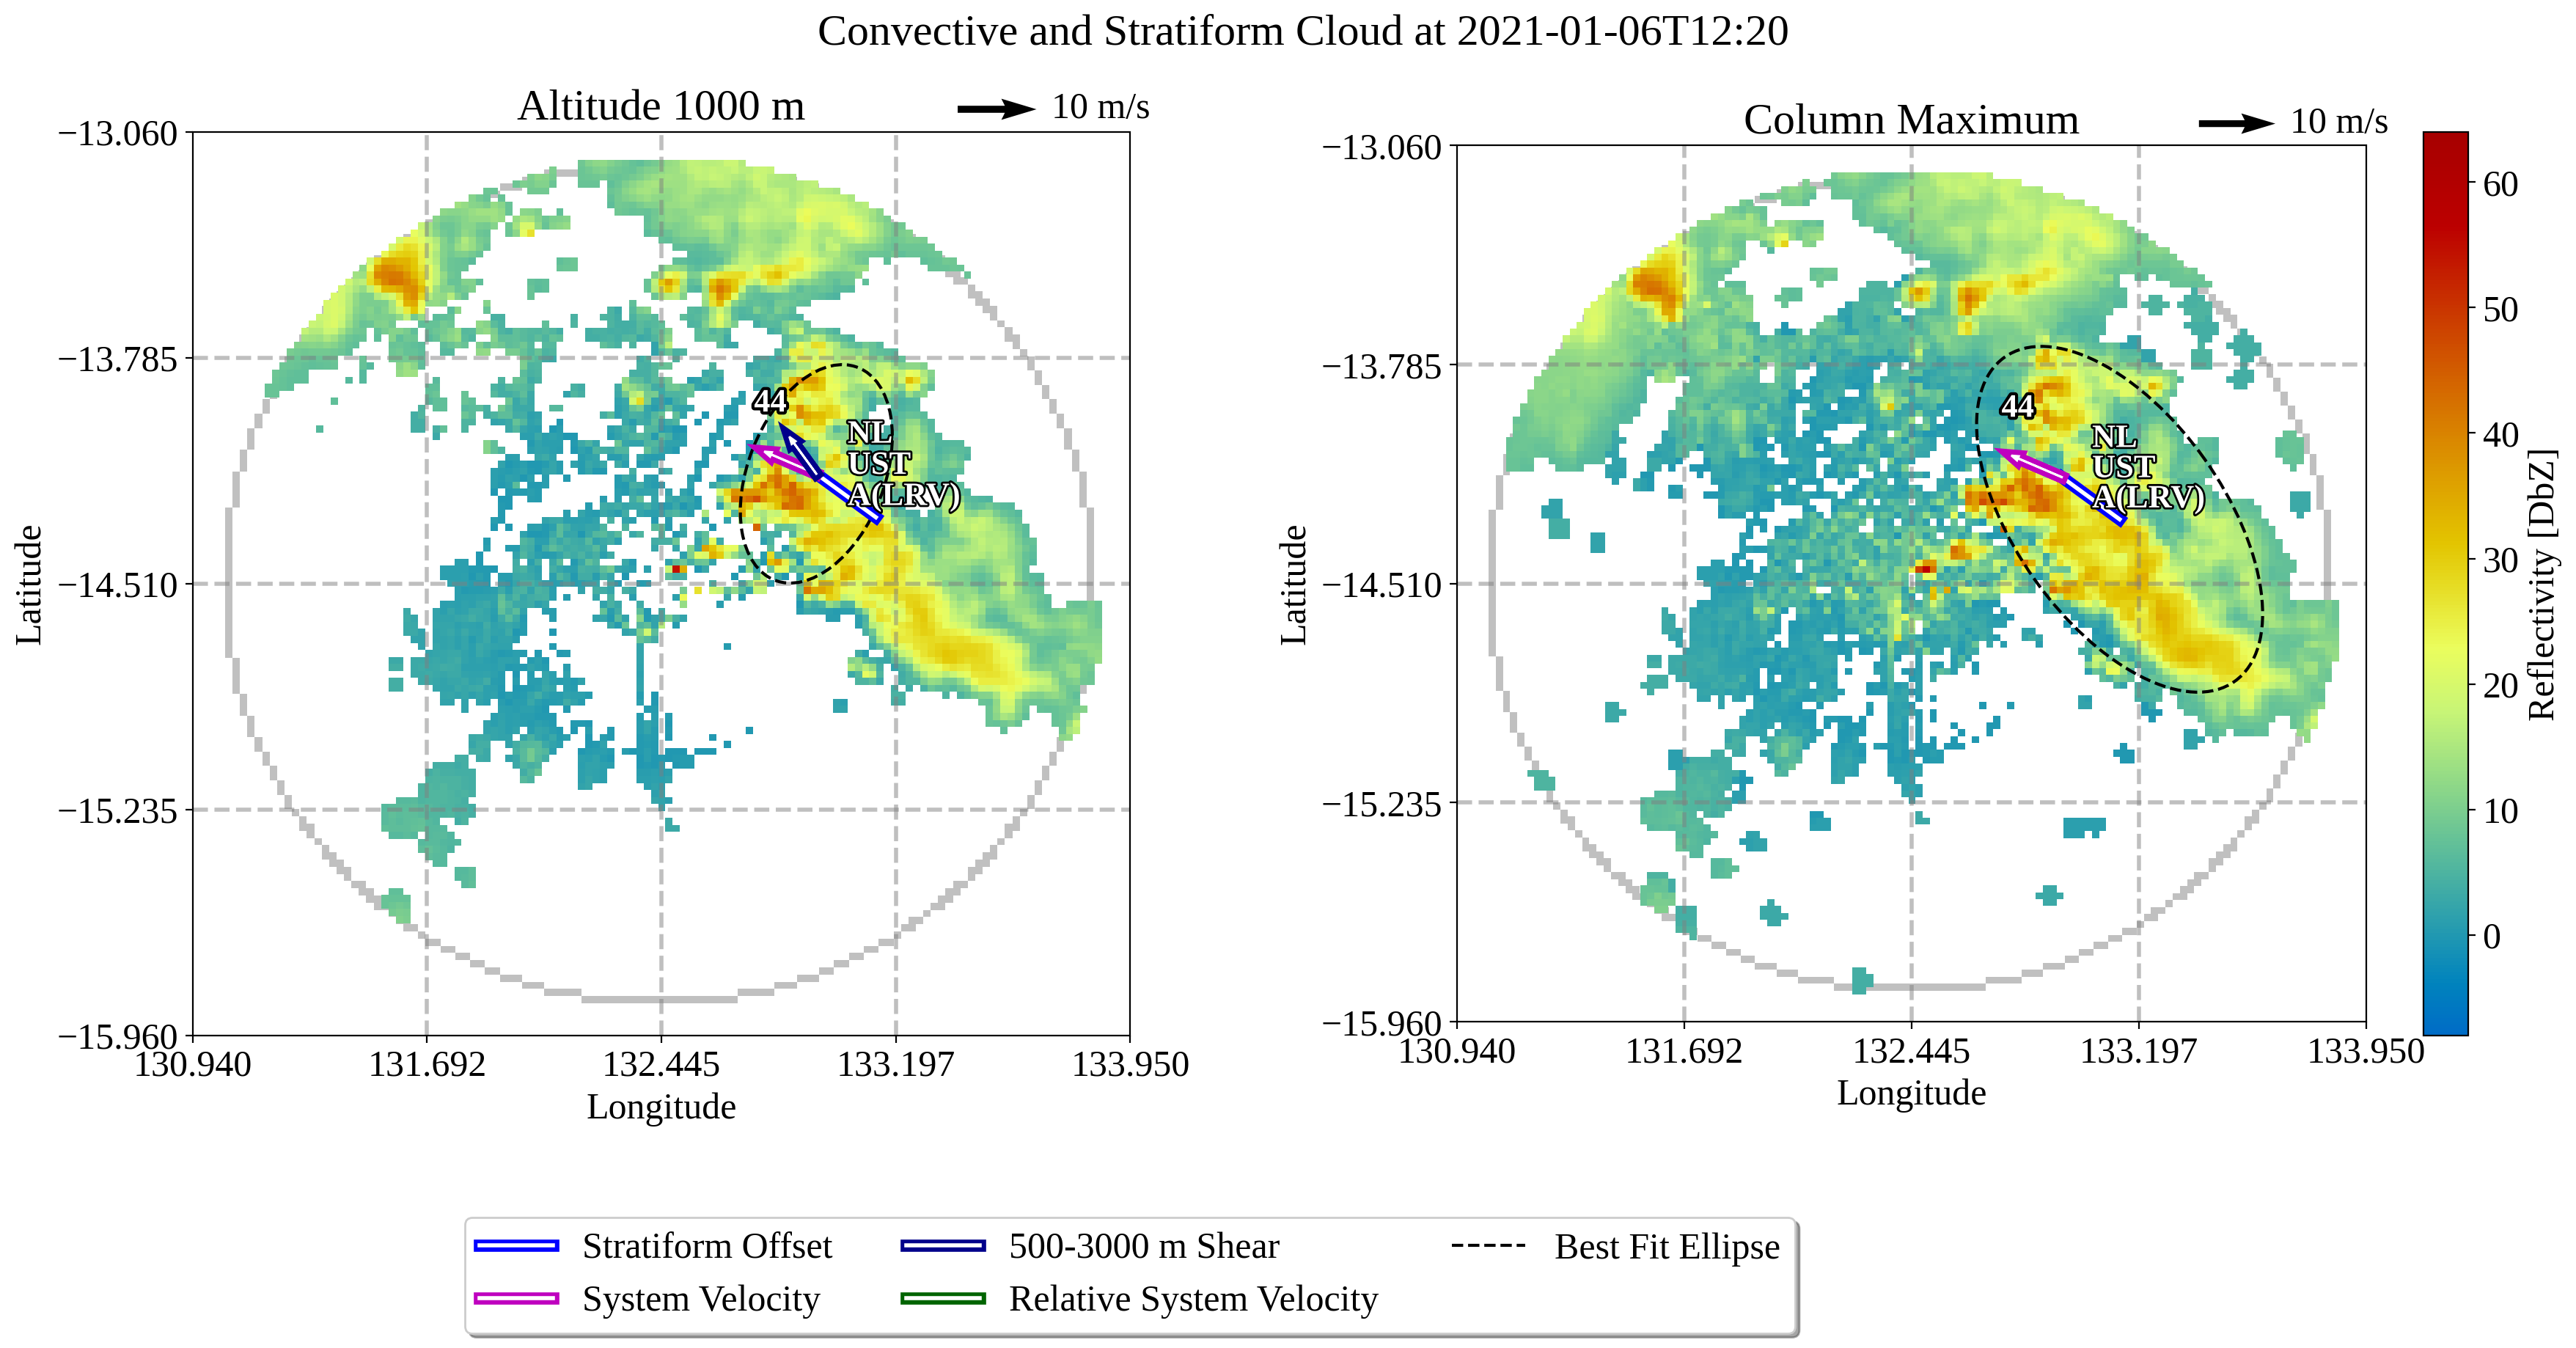 Convective and Stratiform Cloud at 2021-01-06T12:20
Altitude 1000 m
10 m/s
−13.060
−13.785
−14.510
−15.235
−15.960
Latitude
130.940
131.692
132.445
133.197
133.950
Longitude
44
NL
UST
A(LRV)
Column Maximum
10 m/s
−13.060
−13.785
−14.510
−15.235
−15.960
Latitude
130.940
131.692
132.445
133.197
133.950
Longitude
44
NL
UST
A(LRV)
60
50
40
30
20
10
0
Reflectivity [DbZ]
Stratiform Offset
System Velocity
500-3000 m Shear
Relative System Velocity
Best Fit Ellipse